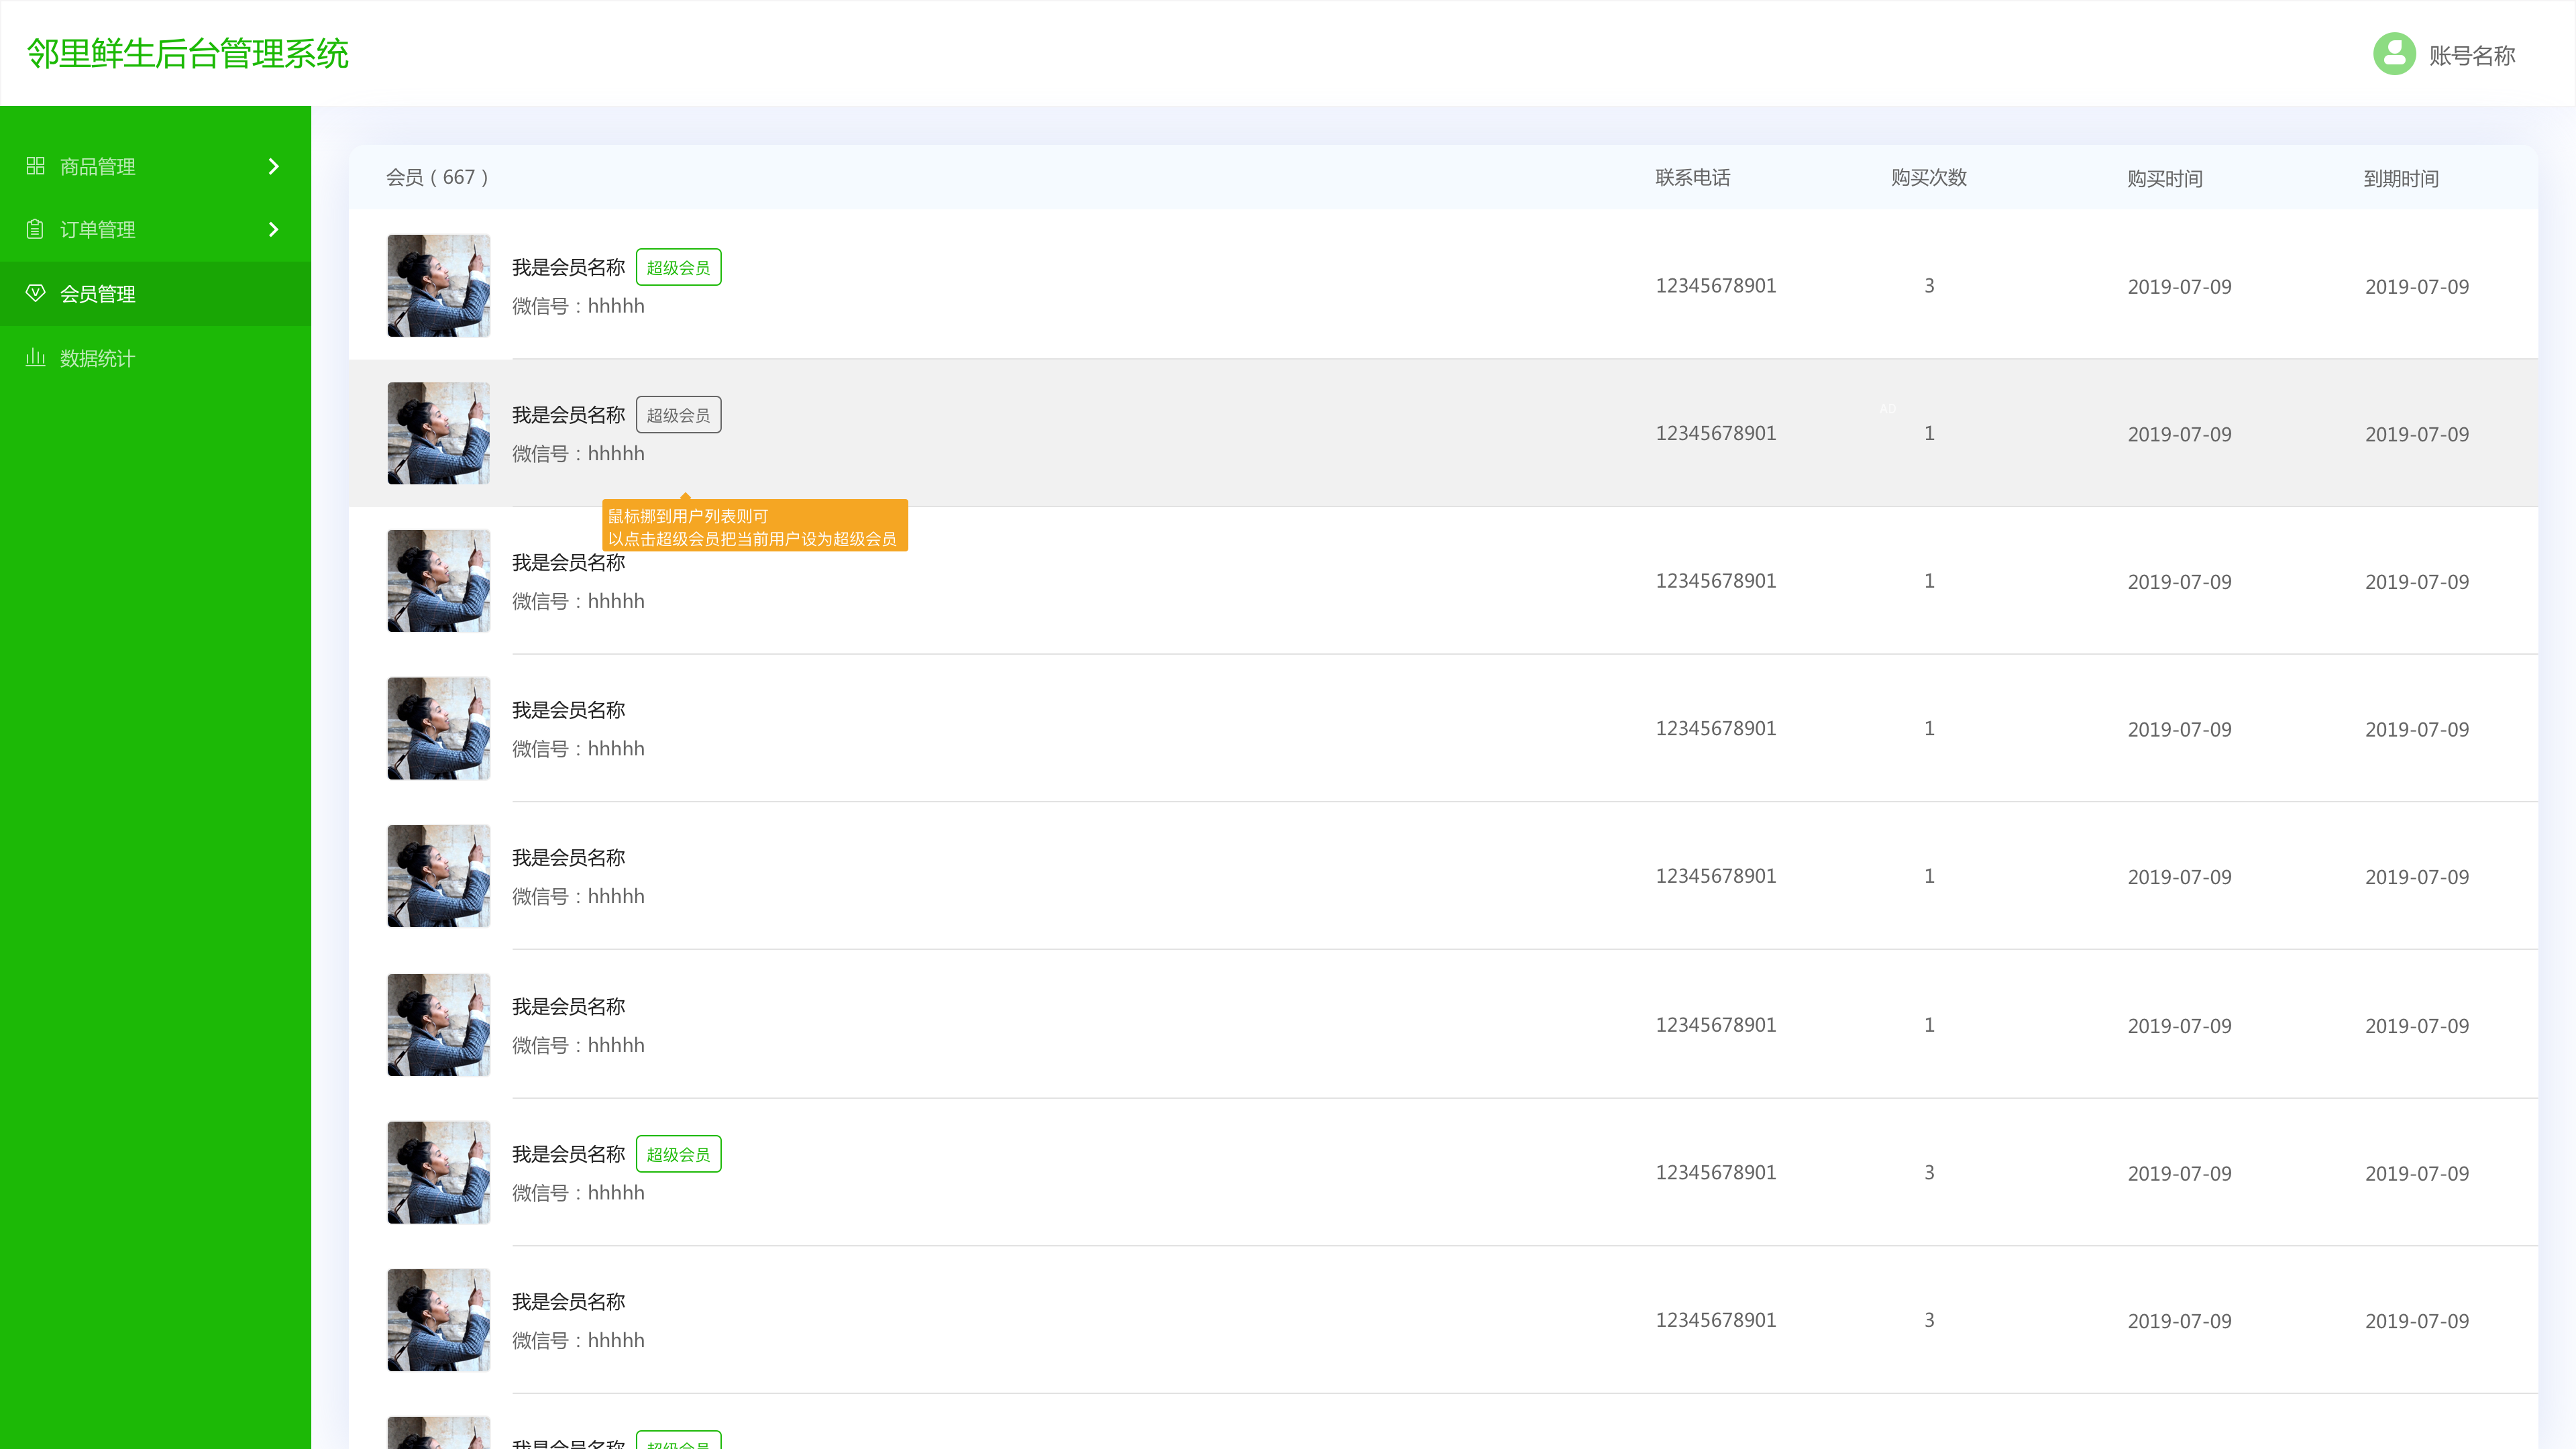 邻里鲜生后台管理系统
账号名称
商品管理
订单管理
会员管理
数据统计
会员（667） 联系电话 购买次数 购买时间 到期时间
我是会员名称 超级会员
微信号：hhhhh
12345678901 3 2019-07-09 2019-07-09
我是会员名称 超级会员
微信号：hhhhh
AD
12345678901 1 2019-07-09 2019-07-09
鼠标挪到用户列表则可
以点击超级会员把当前用户设为超级会员
我是会员名称
微信号：hhhhh
12345678901 1 2019-07-09 2019-07-09
我是会员名称
微信号：hhhhh
12345678901 1 2019-07-09 2019-07-09
我是会员名称
微信号：hhhhh
12345678901 1 2019-07-09 2019-07-09
我是会员名称
微信号：hhhhh
12345678901 1 2019-07-09 2019-07-09
我是会员名称 超级会员
微信号：hhhhh
12345678901 3 2019-07-09 2019-07-09
我是会员名称
微信号：hhhhh
12345678901 3 2019-07-09 2019-07-09
我是会员名称 超级会员